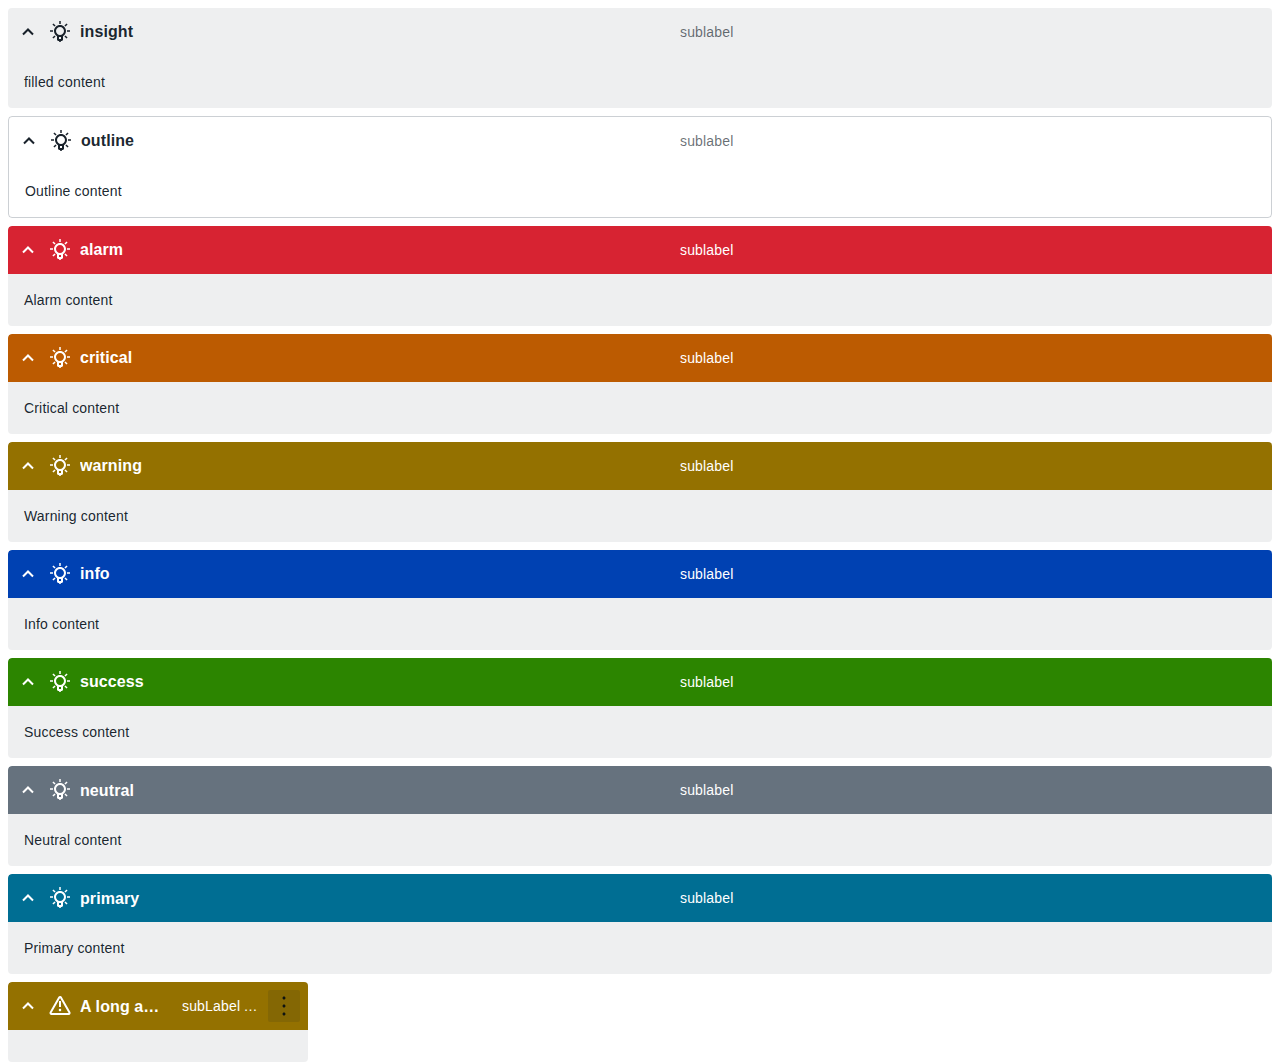 insight sublabel
filled content
outline sublabel
Outline content
alarm sublabel
Alarm content
critical sublabel
Critical content
warning sublabel
Warning content
info sublabel
Info content
success sublabel
Success content
neutral sublabel
Neutral content
primary sublabel
Primary content
A long a... subLabel ...